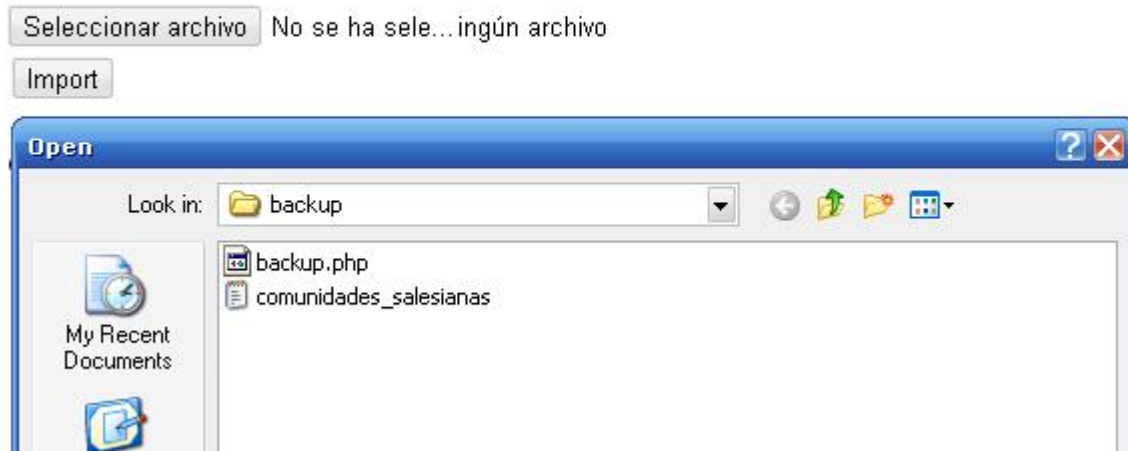 Seleccionar archivo No se ha sele...ingún archivo
Import
Open
Look in: backup
backup.php
comunidades_salesianas
My Recent
Documents